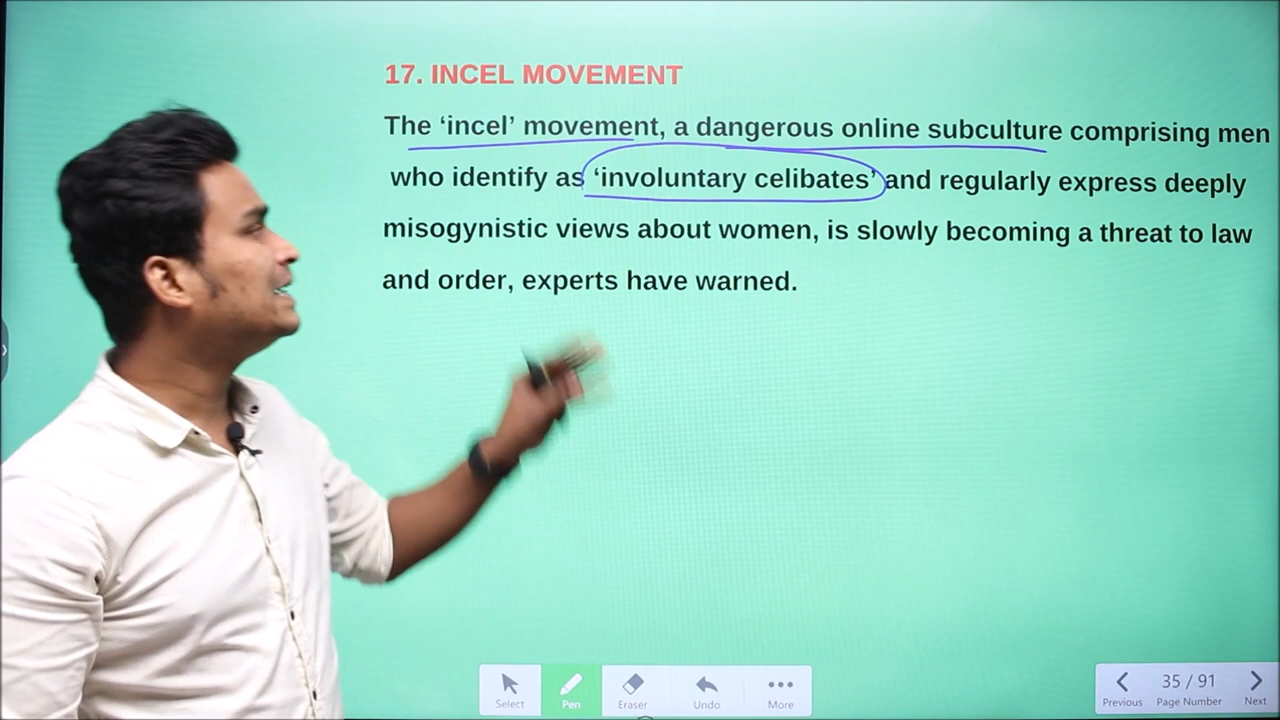 17. INCEL MOVEMENT
The ‘incel’ movement, a dangerous online subculture comprising men
who identify as ‘involuntary celibates’ and regularly express deeply
misogynistic views about women, is slowly becoming a threat to law
and order, experts have warned.
Select Pen Eraser Undo More
35 / 91
Previous Page Number Next